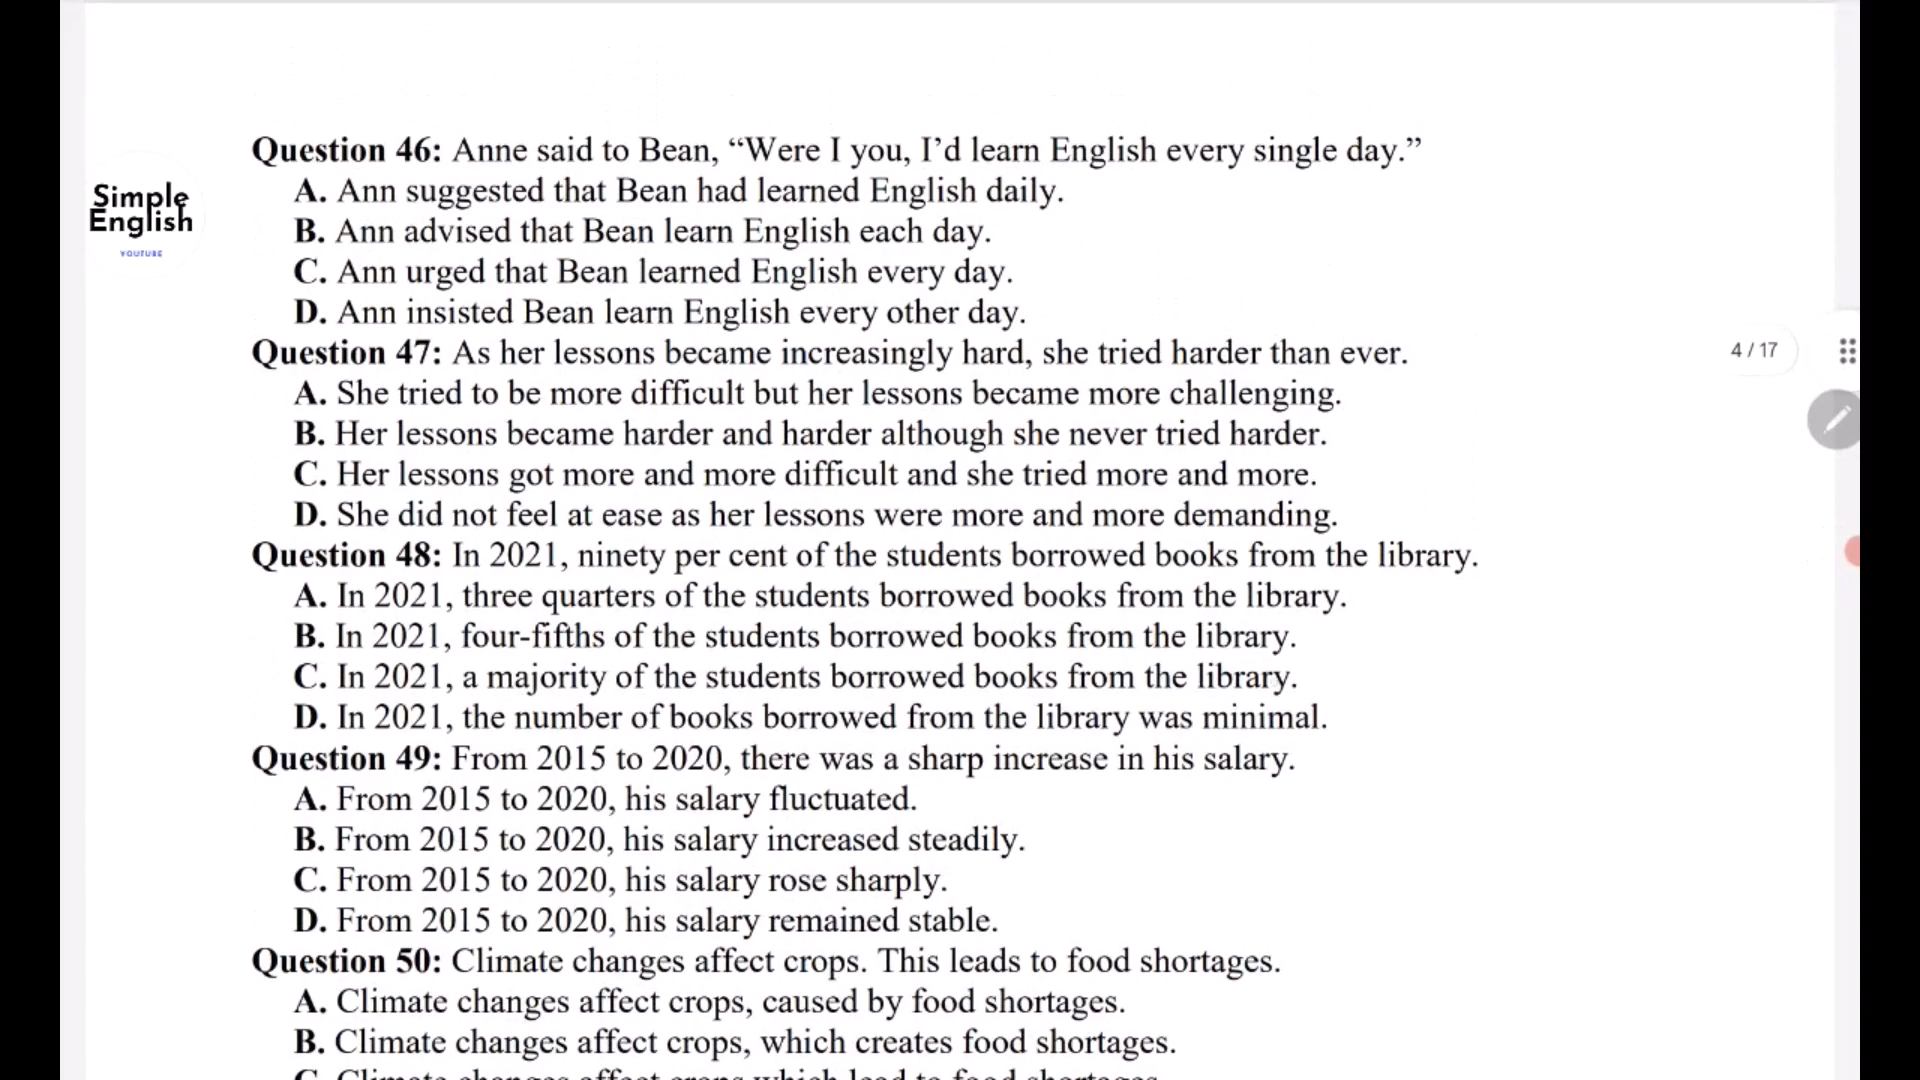 Question 46: Anne said to Bean, “Were I you, I’d learn English every single day.”
A. Ann suggested that Bean had learned English daily.
Simple
English
YOUTUBE
B. Ann advised that Bean learn English each day.
C. Ann urged that Bean learned English every day.
D. Ann insisted Bean learn English every other day.
Question 47: As her lessons became increasingly hard, she tried harder than ever.
4 / 17
A. She tried to be more difficult but her lessons became more challenging.
B. Her lessons became harder and harder although she never tried harder.
C. Her lessons got more and more difficult and she tried more and more.
D. She did not feel at ease as her lessons were more and more demanding.
Question 48: In 2021, ninety per cent of the students borrowed books from the library.
A. In 2021, three quarters of the students borrowed books from the library.
B. In 2021, four-fifths of the students borrowed books from the library.
C. In 2021, a majority of the students borrowed books from the library.
D. In 2021, the number of books borrowed from the library was minimal.
Question 49: From 2015 to 2020, there was a sharp increase in his salary.
A. From 2015 to 2020, his salary fluctuated.
B. From 2015 to 2020, his salary increased steadily.
C. From 2015 to 2020, his salary rose sharply.
D. From 2015 to 2020, his salary remained stable.
Question 50: Climate changes affect crops. This leads to food shortages.
A. Climate changes affect crops, caused by food shortages.
B. Climate changes affect crops, which creates food shortages.
C. Climate changes affect crops which lead to food shortages.